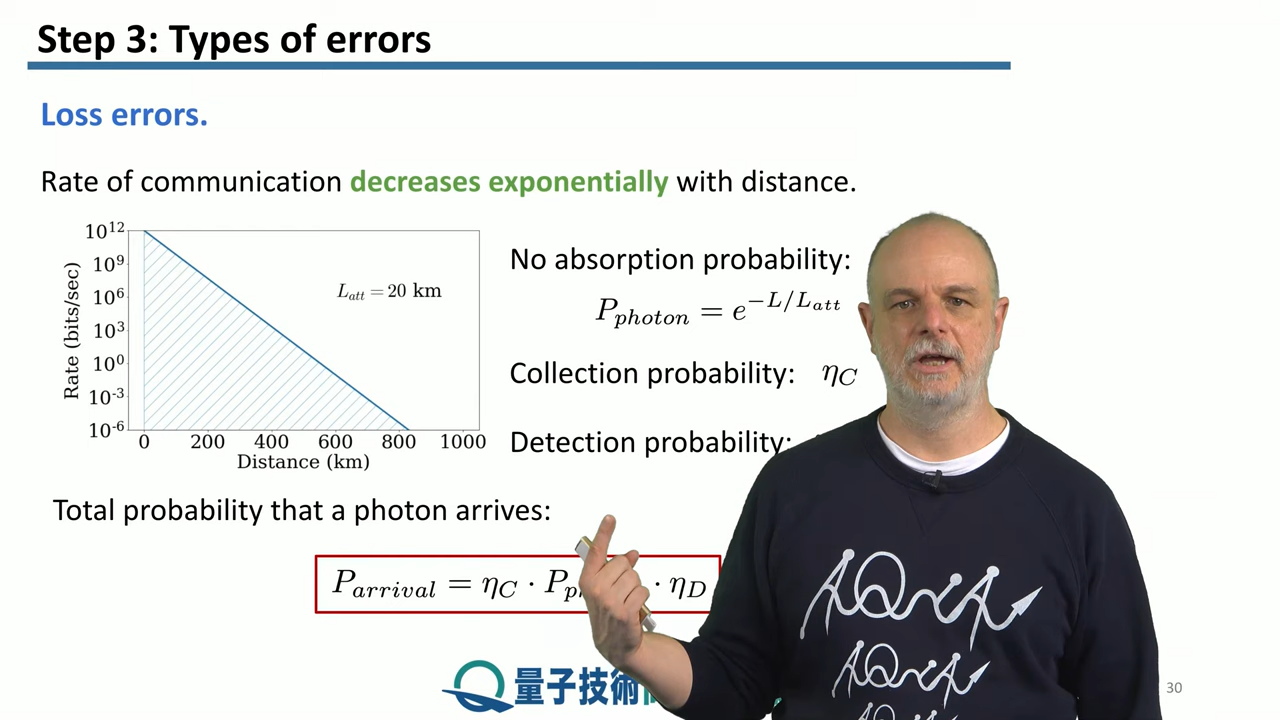 Step 3: Types of errors
Loss errors.
Rate of communication decreases exponentially with distance.
10^12
10^9
10^6
10^3
10^0
10^-3
10^-6
Rate (bits/sec)
L_att = 20 km
0 200 400 600 800 1000
Distance (km)
No absorption probability:
P_photon = e^{-L/L_att}
Collection probability: η_C
Detection probability:
Total probability that a photon arrives:
P_arrival = η_C · P_p · η_D
量子技術
AQUA
AQUA
30